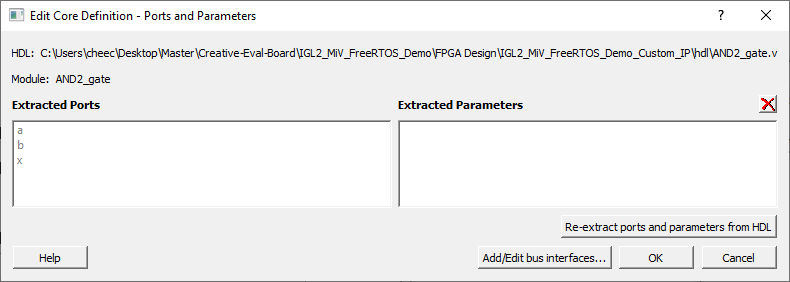 Edit Core Definition - Ports and Parameters
HDL: C:\Users\cheec\Desktop\Master\Creative-Eval-Board\IGL2_MiV_FreeRTOS_Demo\FPGA Design\IGL2_MiV_FreeRTOS_Demo_Custom_IP\hdl\AND2_gate.v
Module: AND2_gate
Extracted Ports
Extracted Parameters
a
b
x
Re-extract ports and parameters from HDL
Help
Add/Edit bus interfaces...
OK
Cancel